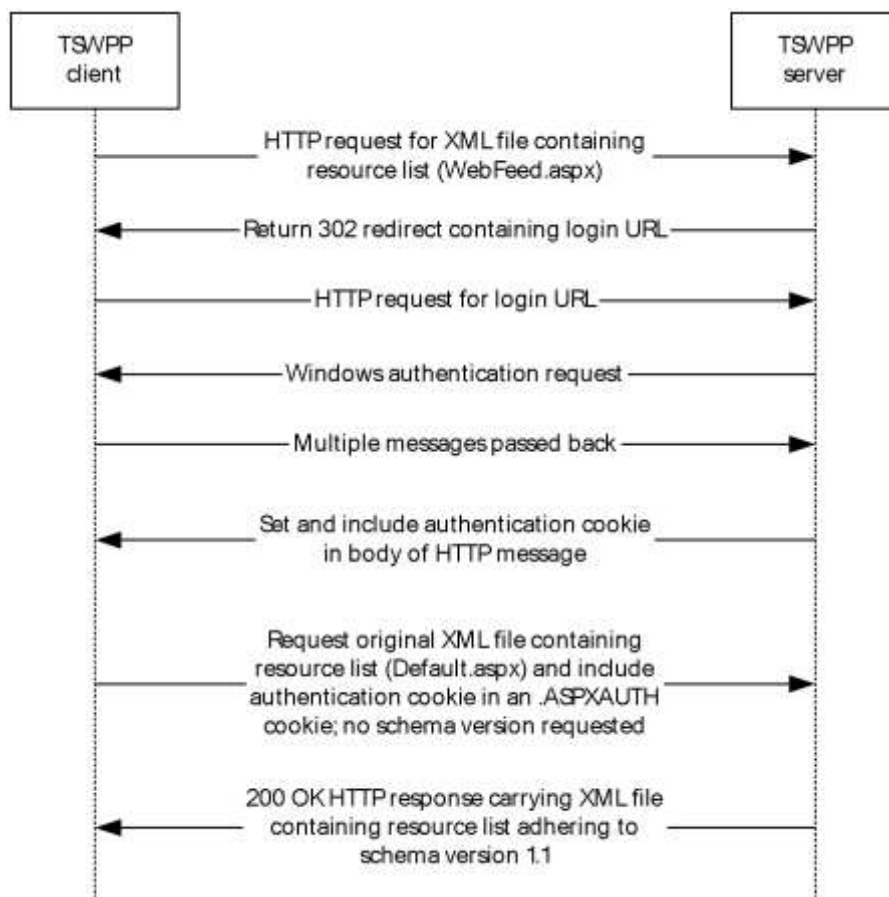 TSWPP
client
TSWPP
server
HTTP request for XML file containing
resource list (WebFeed.aspx)
Return 302 redirect containing login URL
HTTP request for login URL
Windows authentication request
Multiple messages passed back
Set and include authentication cookie
in body of HTTP message
Request original XML file containing
resource list (Default.aspx) and include
authentication cookie in an .ASPXAUTH
cookie; no schema version requested
200 OK HTTP response carrying XML file
containing resource list adhering to
schema version 1.1